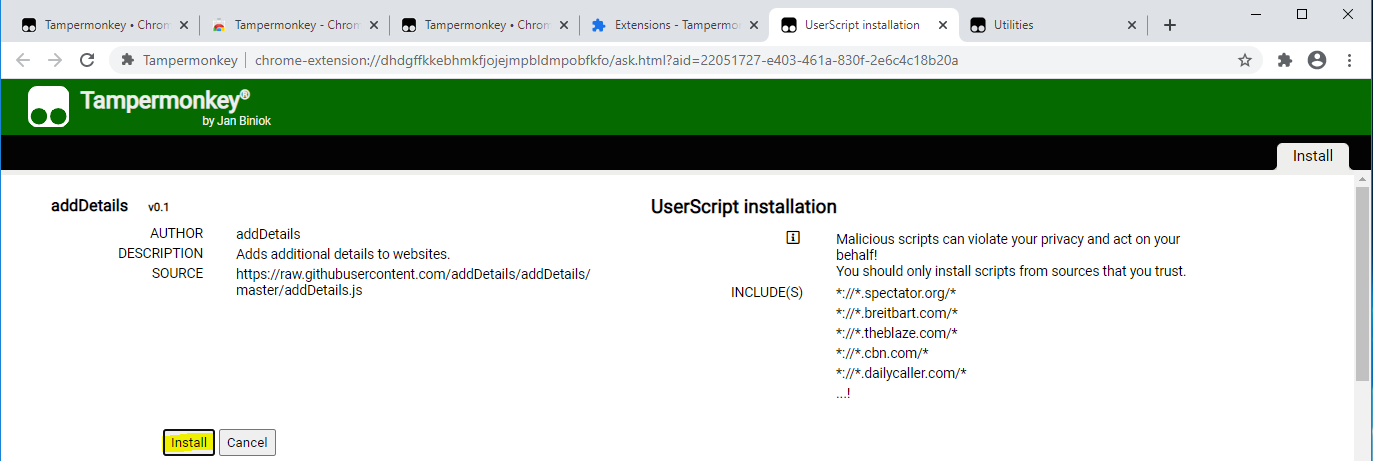 Tampermonkey • Chrom
Tampermonkey - Chrom
Tampermonkey • Chrom
Extensions - Tampermon
UserScript installation
Utilities
Tampermonkey | chrome-extension://dhdgffkkebhmkfjojejmpbldmpobfkfo/ask.html?aid=22051727-e403-461a-830f-2e6c4c18b20a
Tampermonkey®
by Jan Biniok
Install
addDetails v0.1
AUTHOR addDetails
DESCRIPTION Adds additional details to websites.
SOURCE https://raw.githubusercontent.com/addDetails/addDetails/
master/addDetails.js
UserScript installation
Malicious scripts can violate your privacy and act on your
behalf!
You should only install scripts from sources that you trust.
INCLUDE(S) *://*.spectator.org/*
*://*.breitbart.com/*
*://*.theblaze.com/*
*://*.cbn.com/*
*://*.dailycaller.com/*
...!
Install Cancel